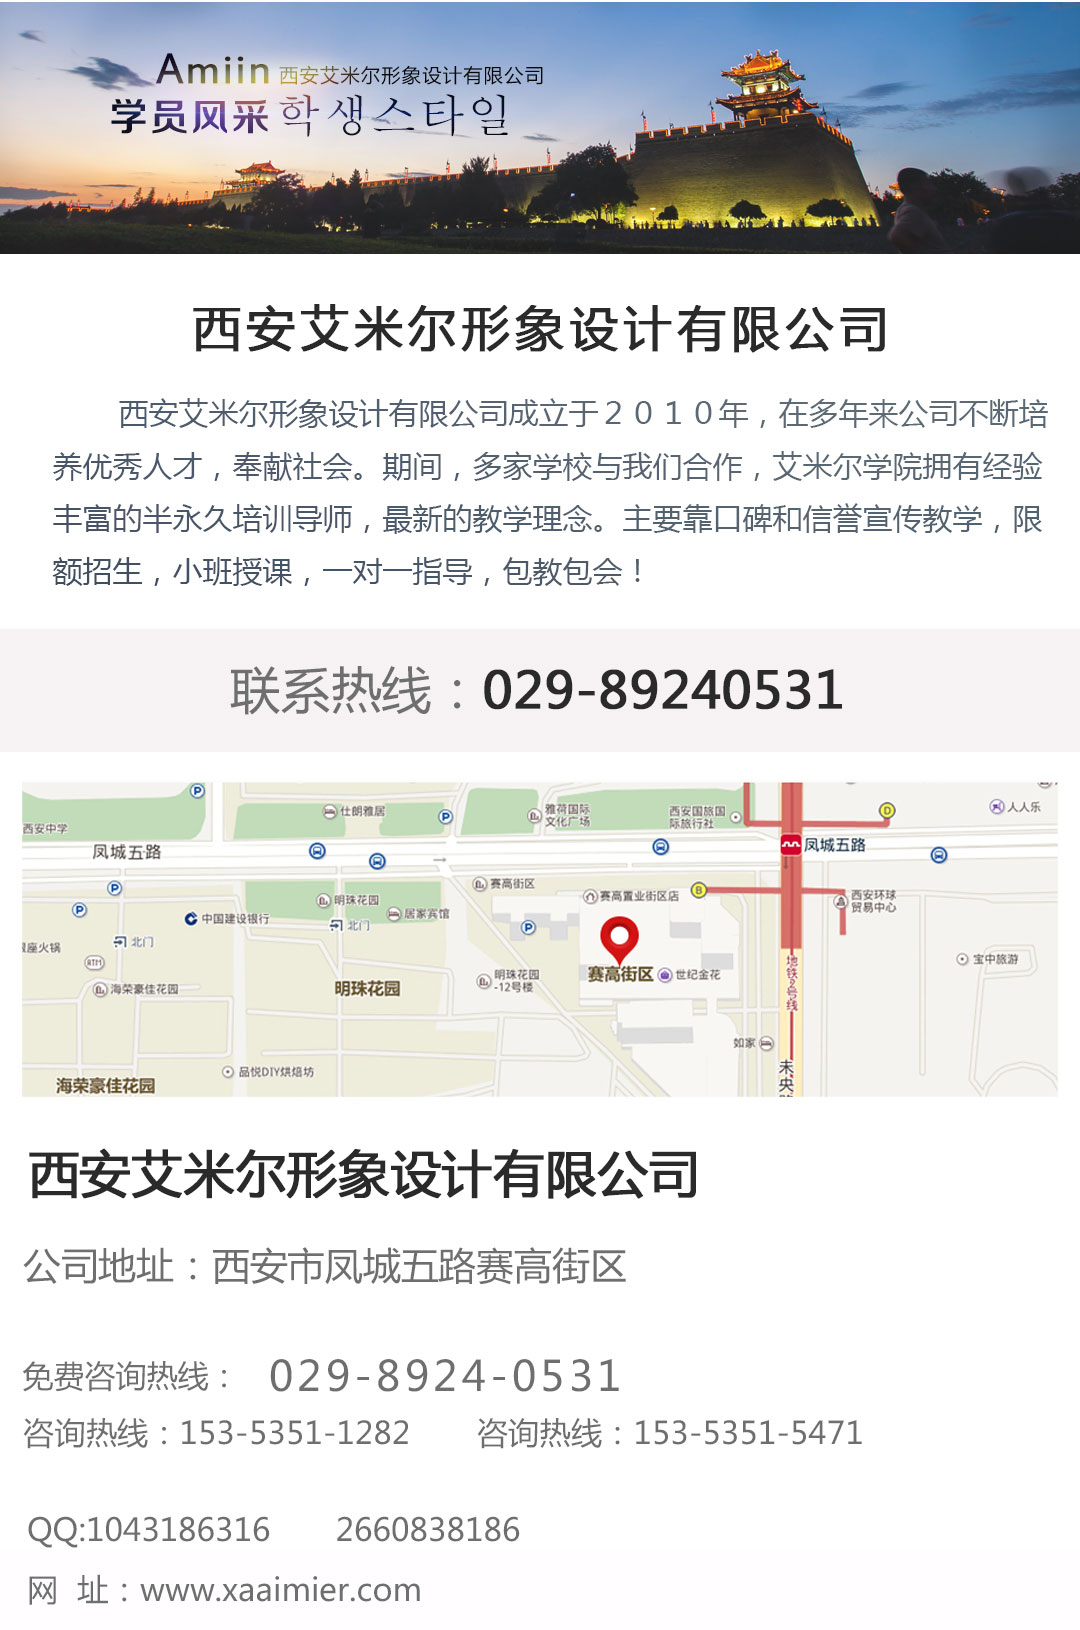 Amiin 西安艾米尔形象设计有限公司
学员风采 학생스타일
西安艾米尔形象设计有限公司
西安艾米尔形象设计有限公司成立于２０１０年，在多年来公司不断培
养优秀人才，奉献社会。期间，多家学校与我们合作，艾米尔学院拥有经验
丰富的半永久培训导师，最新的教学理念。主要靠口碑和信誉宣传教学，限
额招生，小班授课，一对一指导，包教包会！
联系热线：029-89240531
P
仕朗雅居
P
雅荷国际
文化广场
西安国旅国
际旅行社
D
人人乐
西安中学
凤城五路
凤城五路
P
赛高街区
赛高置业街区店
B
西安环球
贸易中心
P
中国建设银行
明珠花园
居家宾馆
北门
P
银座火锅
北门
ATM
海荣豪佳花园
明珠花园
明珠花园
-12号楼
赛高街区
世纪金花
地铁2号线
宝中旅游
如家
品悦DIY烘焙坊
海荣豪佳花园
未央
西安艾米尔形象设计有限公司
公司地址：西安市凤城五路赛高街区
免费咨询热线： 029-8924-0531
咨询热线：153-5351-1282 咨询热线：153-5351-5471
QQ:1043186316 2660838186
网 址：www.xaaimier.com